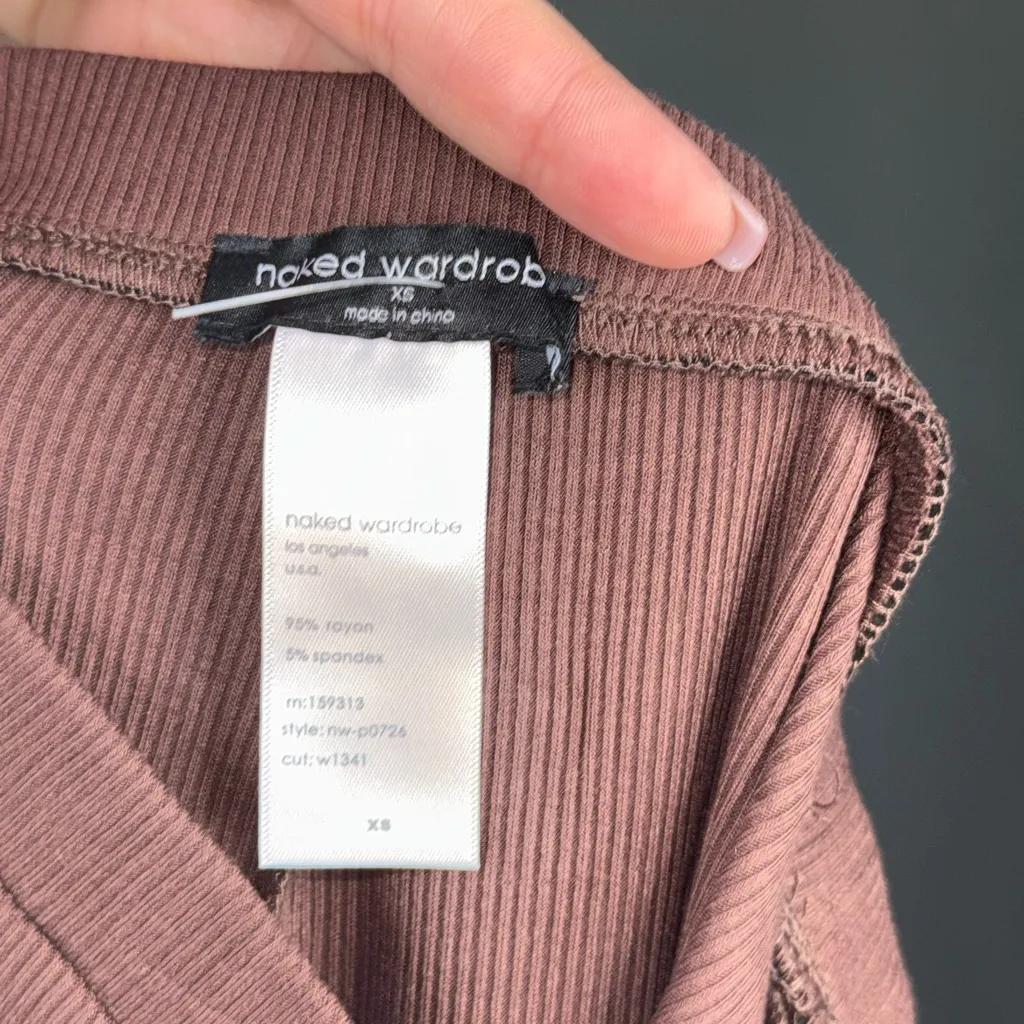 naked wardrob
xs
made in china
naked wardrobe
los angeles
u.s.a.
95% rayon
5% spandex
rn:159313
style: nw-p0726
cut: w1341
xs